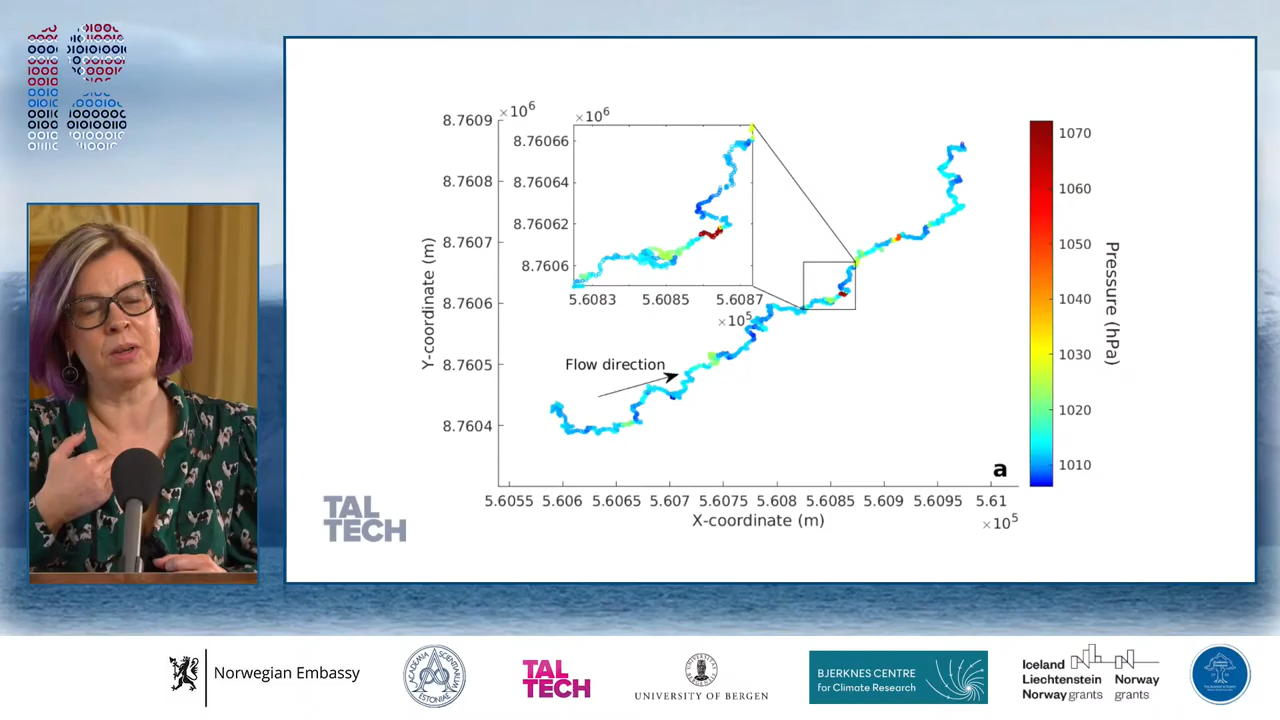 ×10⁶
8.7609
8.7608
8.7607
8.7606
8.7605
8.7604
Y-coordinate (m)
×10⁶
8.76066
8.76064
8.76062
8.7606
5.6083 5.6085 5.6087
×10⁵
Flow direction
a
5.6055 5.606 5.6065 5.607 5.6075 5.608 5.6085 5.609 5.6095 5.61
X-coordinate (m)
×10⁵
1070
1060
1050
1040
1030
1020
1010
Pressure (hPa)
TAL
TECH
Norwegian Embassy
TAL
TECH
UNIVERSITY OF BERGEN
BJERKNES CENTRE
for Climate Research
Iceland
Liechtenstein
Norway grants
Norway
grants